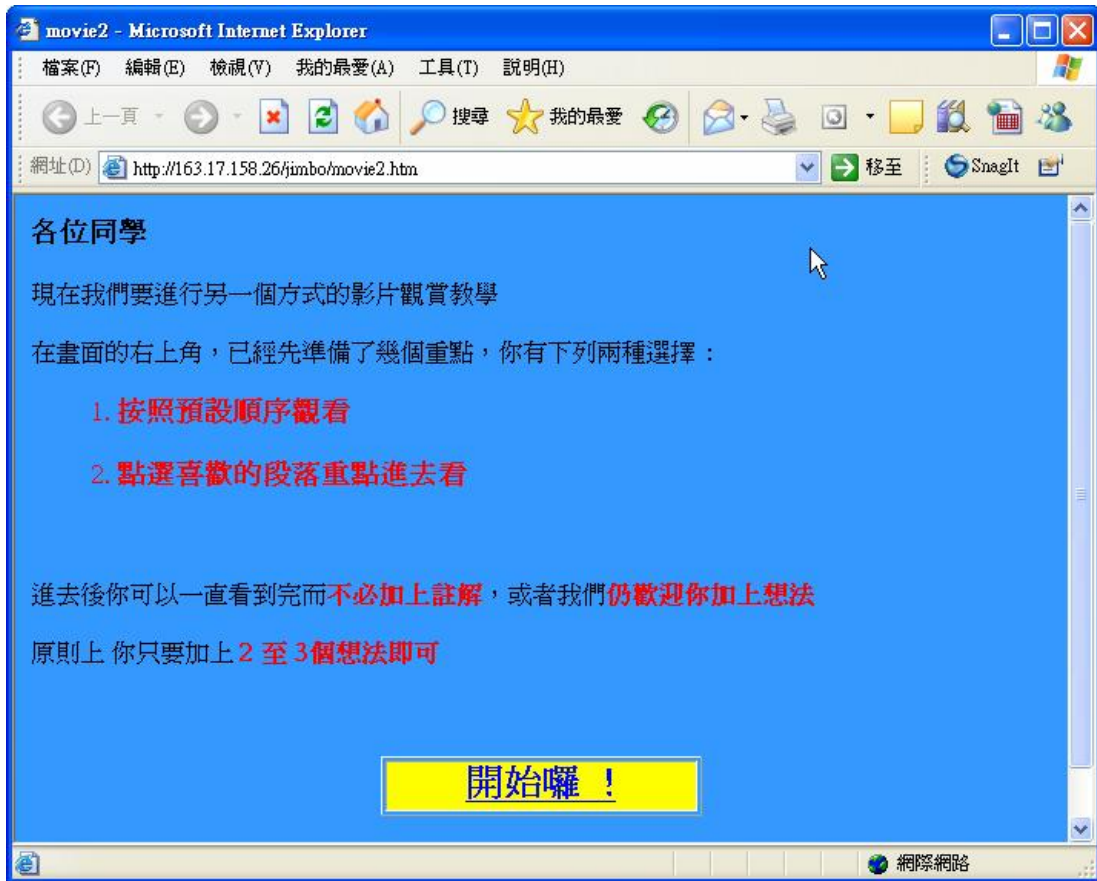 movie2 - Microsoft Internet Explorer
檔案(F) 編輯(E) 檢視(V) 我的最愛(A) 工具(T) 說明(H)
上一頁 搜尋 我的最愛
網址(D) http://163.17.158.26/jimbo/movie2.htm 移至 SnagIt
各位同學
現在我們要進行另一個方式的影片觀賞教學
在畫面的右上角，已經先準備了幾個重點，你有下列兩種選擇：
1. 按照預設順序觀看
2. 點選喜歡的段落重點進去看
進去後你可以一直看到完而不必加上註解，或者我們仍歡迎你加上想法
原則上 你只要加上 2 至 3個想法即可
開始囉 !
網際網路